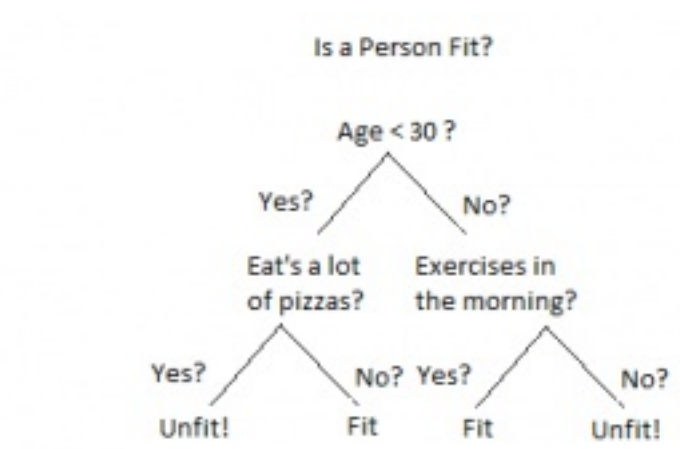 Is a Person Fit?
Age < 30 ?
Yes?
No?
Eat's a lot
of pizzas?
Exercises in
the morning?
Yes?
No?
Yes?
No?
Unfit!
Fit
Fit
Unfit!